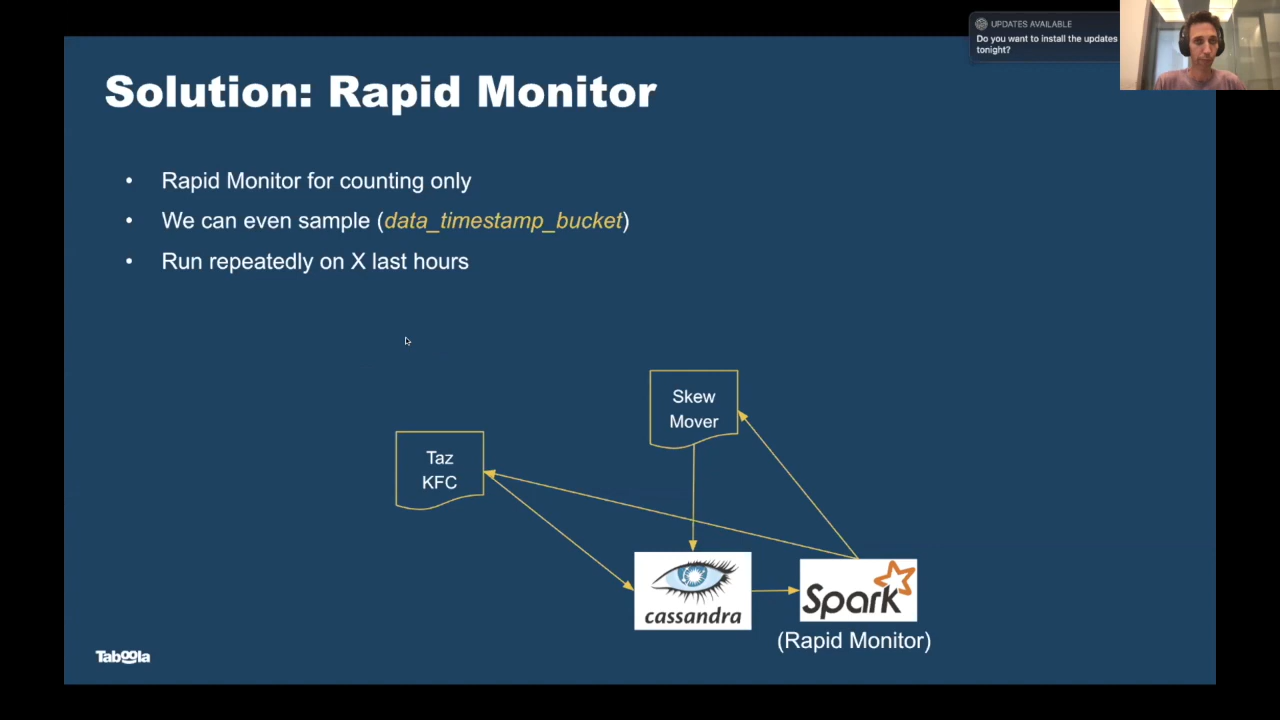 UPDATES AVAILABLE
Do you want to install the updates
tonight?
Solution: Rapid Monitor
• Rapid Monitor for counting only
• We can even sample (data_timestamp_bucket)
• Run repeatedly on X last hours
Skew
Mover
Taz
KFC
cassandra
Spark
(Rapid Monitor)
Taboola